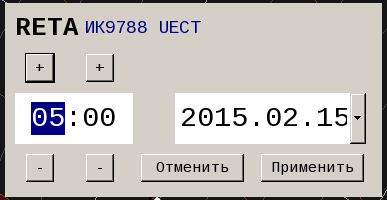 RETA ИК9788 UECT
+ +
05:00 2015.02.15
- - Отменить Применить